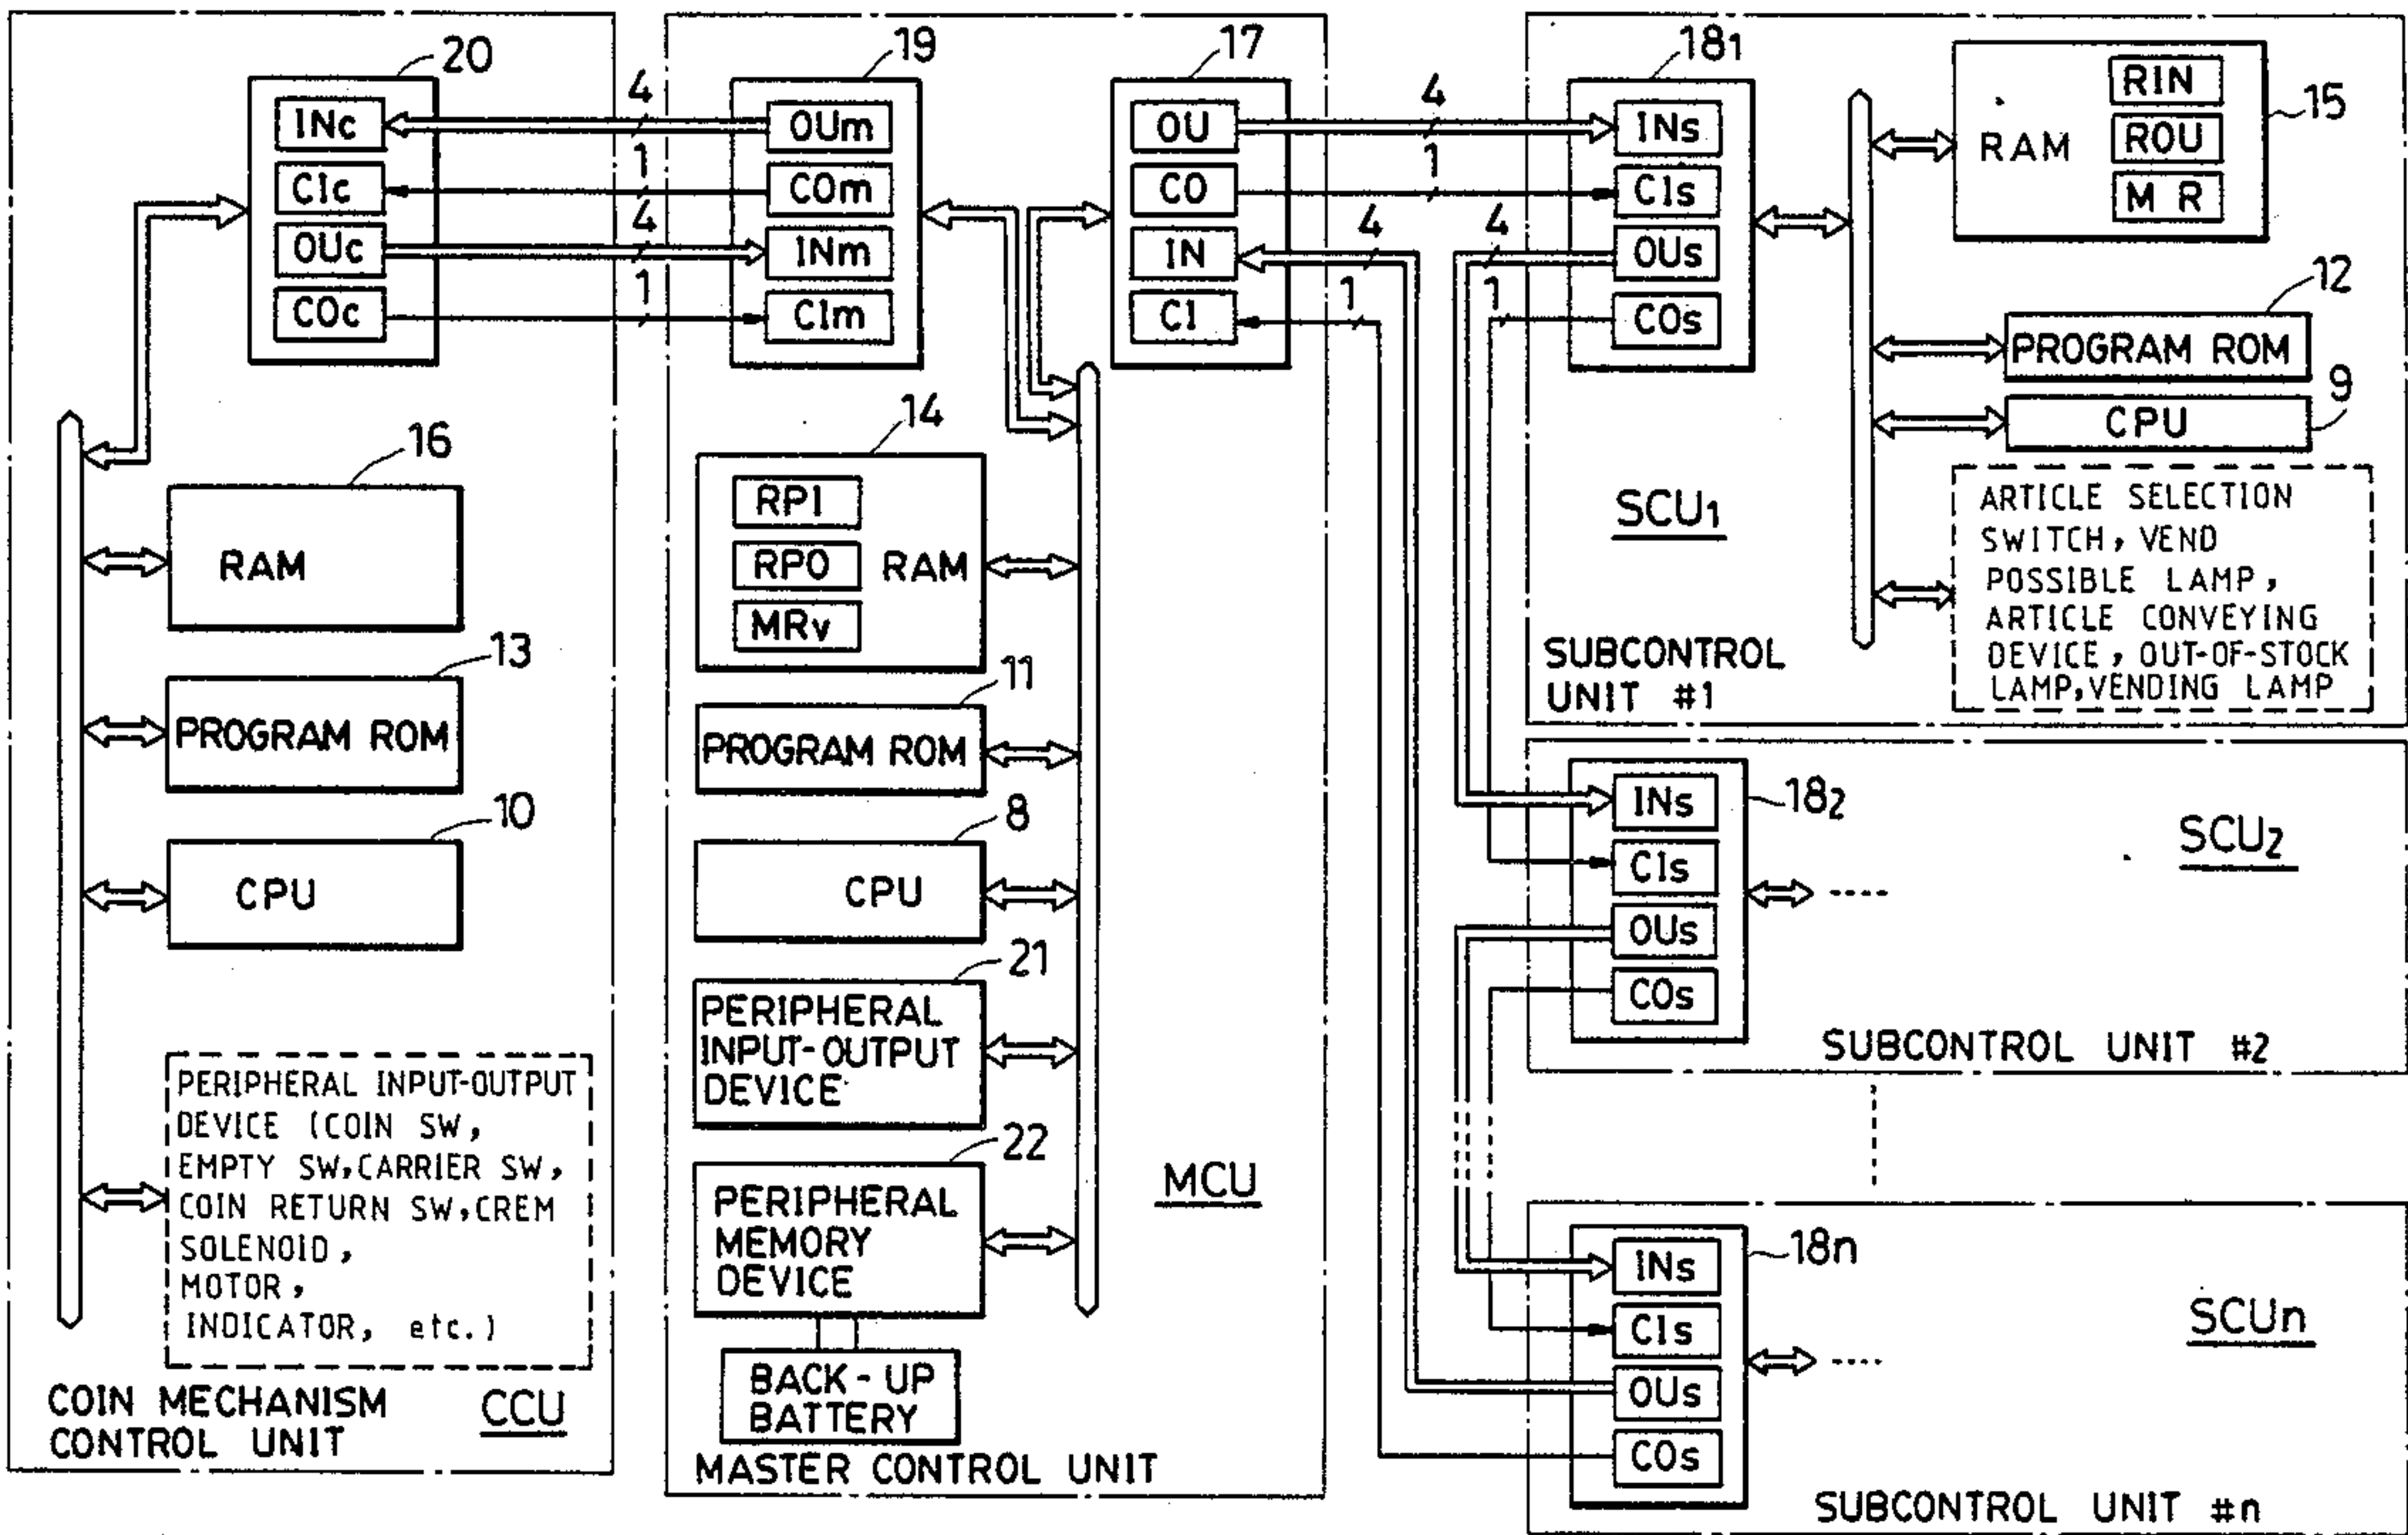 20
INc
CIc
OUc
COc
16
RAM
13
PROGRAM ROM
10
CPU
PERIPHERAL INPUT-OUTPUT
DEVICE (COIN SW,
EMPTY SW, CARRIER SW,
COIN RETURN SW, CREM
SOLENOID,
MOTOR,
INDICATOR, etc.)
COIN MECHANISM
CONTROL UNIT
CCU
4
1
4
1
19
OUm
COm
INm
CIm
17
OU
CO
IN
CI
14
RPI
RPO
MRv
RAM
11
PROGRAM ROM
8
CPU
21
PERIPHERAL
INPUT-OUTPUT
DEVICE
22
PERIPHERAL
MEMORY
DEVICE
BACK-UP
BATTERY
MCU
MASTER CONTROL UNIT
4
1
4
1
4
1
18₁
INs
CIs
OUs
COs
RAM
RIN
ROU
M R
15
12
PROGRAM ROM
9
CPU
ARTICLE SELECTION
SWITCH, VEND
POSSIBLE LAMP,
ARTICLE CONVEYING
DEVICE, OUT-OF-STOCK
LAMP, VENDING LAMP
SCU₁
SUBCONTROL
UNIT #1
INs
CIs
OUs
COs
18₂
SCU₂
SUBCONTROL UNIT #2
INs
CIs
OUs
COs
18n
SCUn
SUBCONTROL UNIT #n